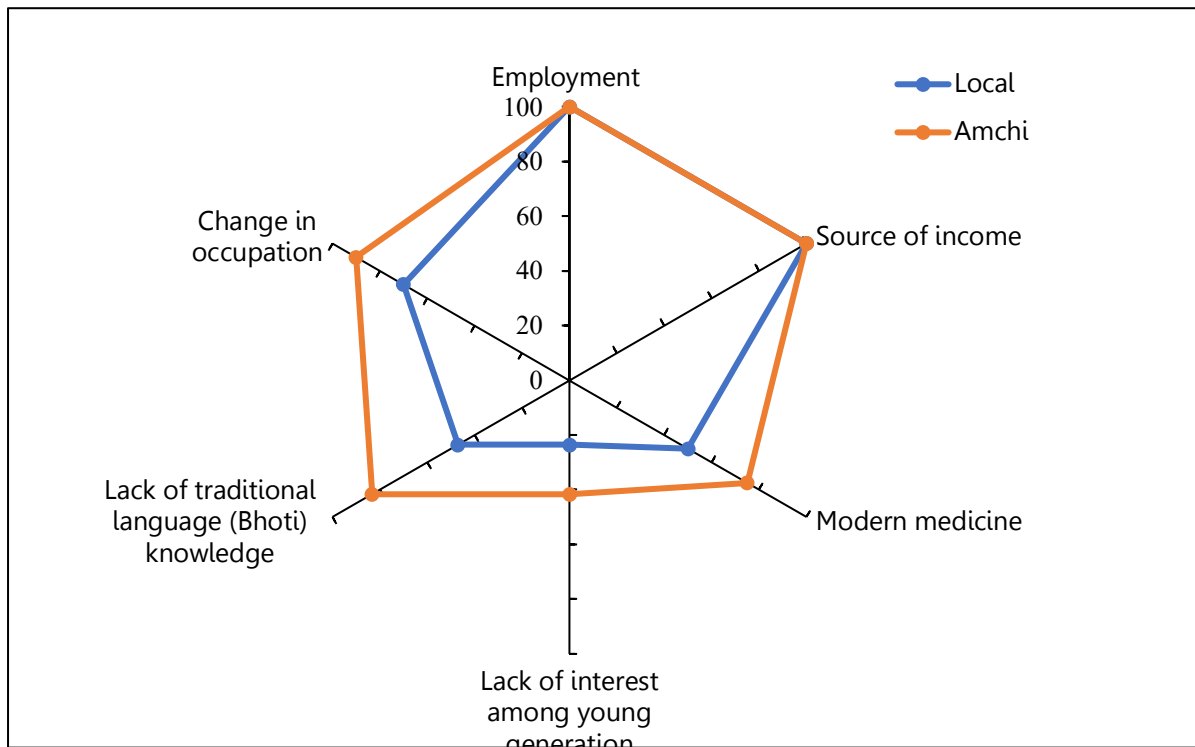 Employment
Local
Amchi
100
80
60
40
20
0
Source of income
Change in
occupation
Modern medicine
Lack of traditional
language (Bhoti)
knowledge
Lack of interest
among young
generation